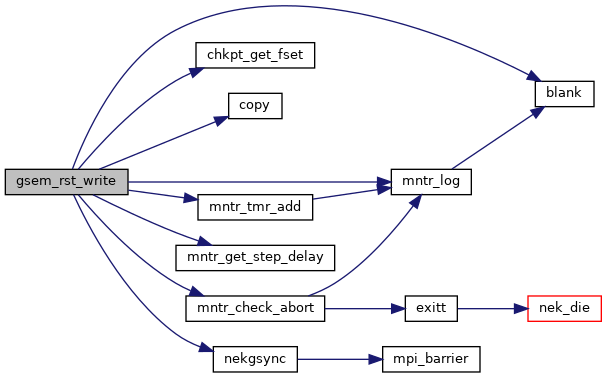 chkpt_get_fset
blank
copy
gsem_rst_write
mntr_log
mntr_tmr_add
mntr_get_step_delay
mntr_check_abort
exitt
nek_die
nekgsync
mpi_barrier